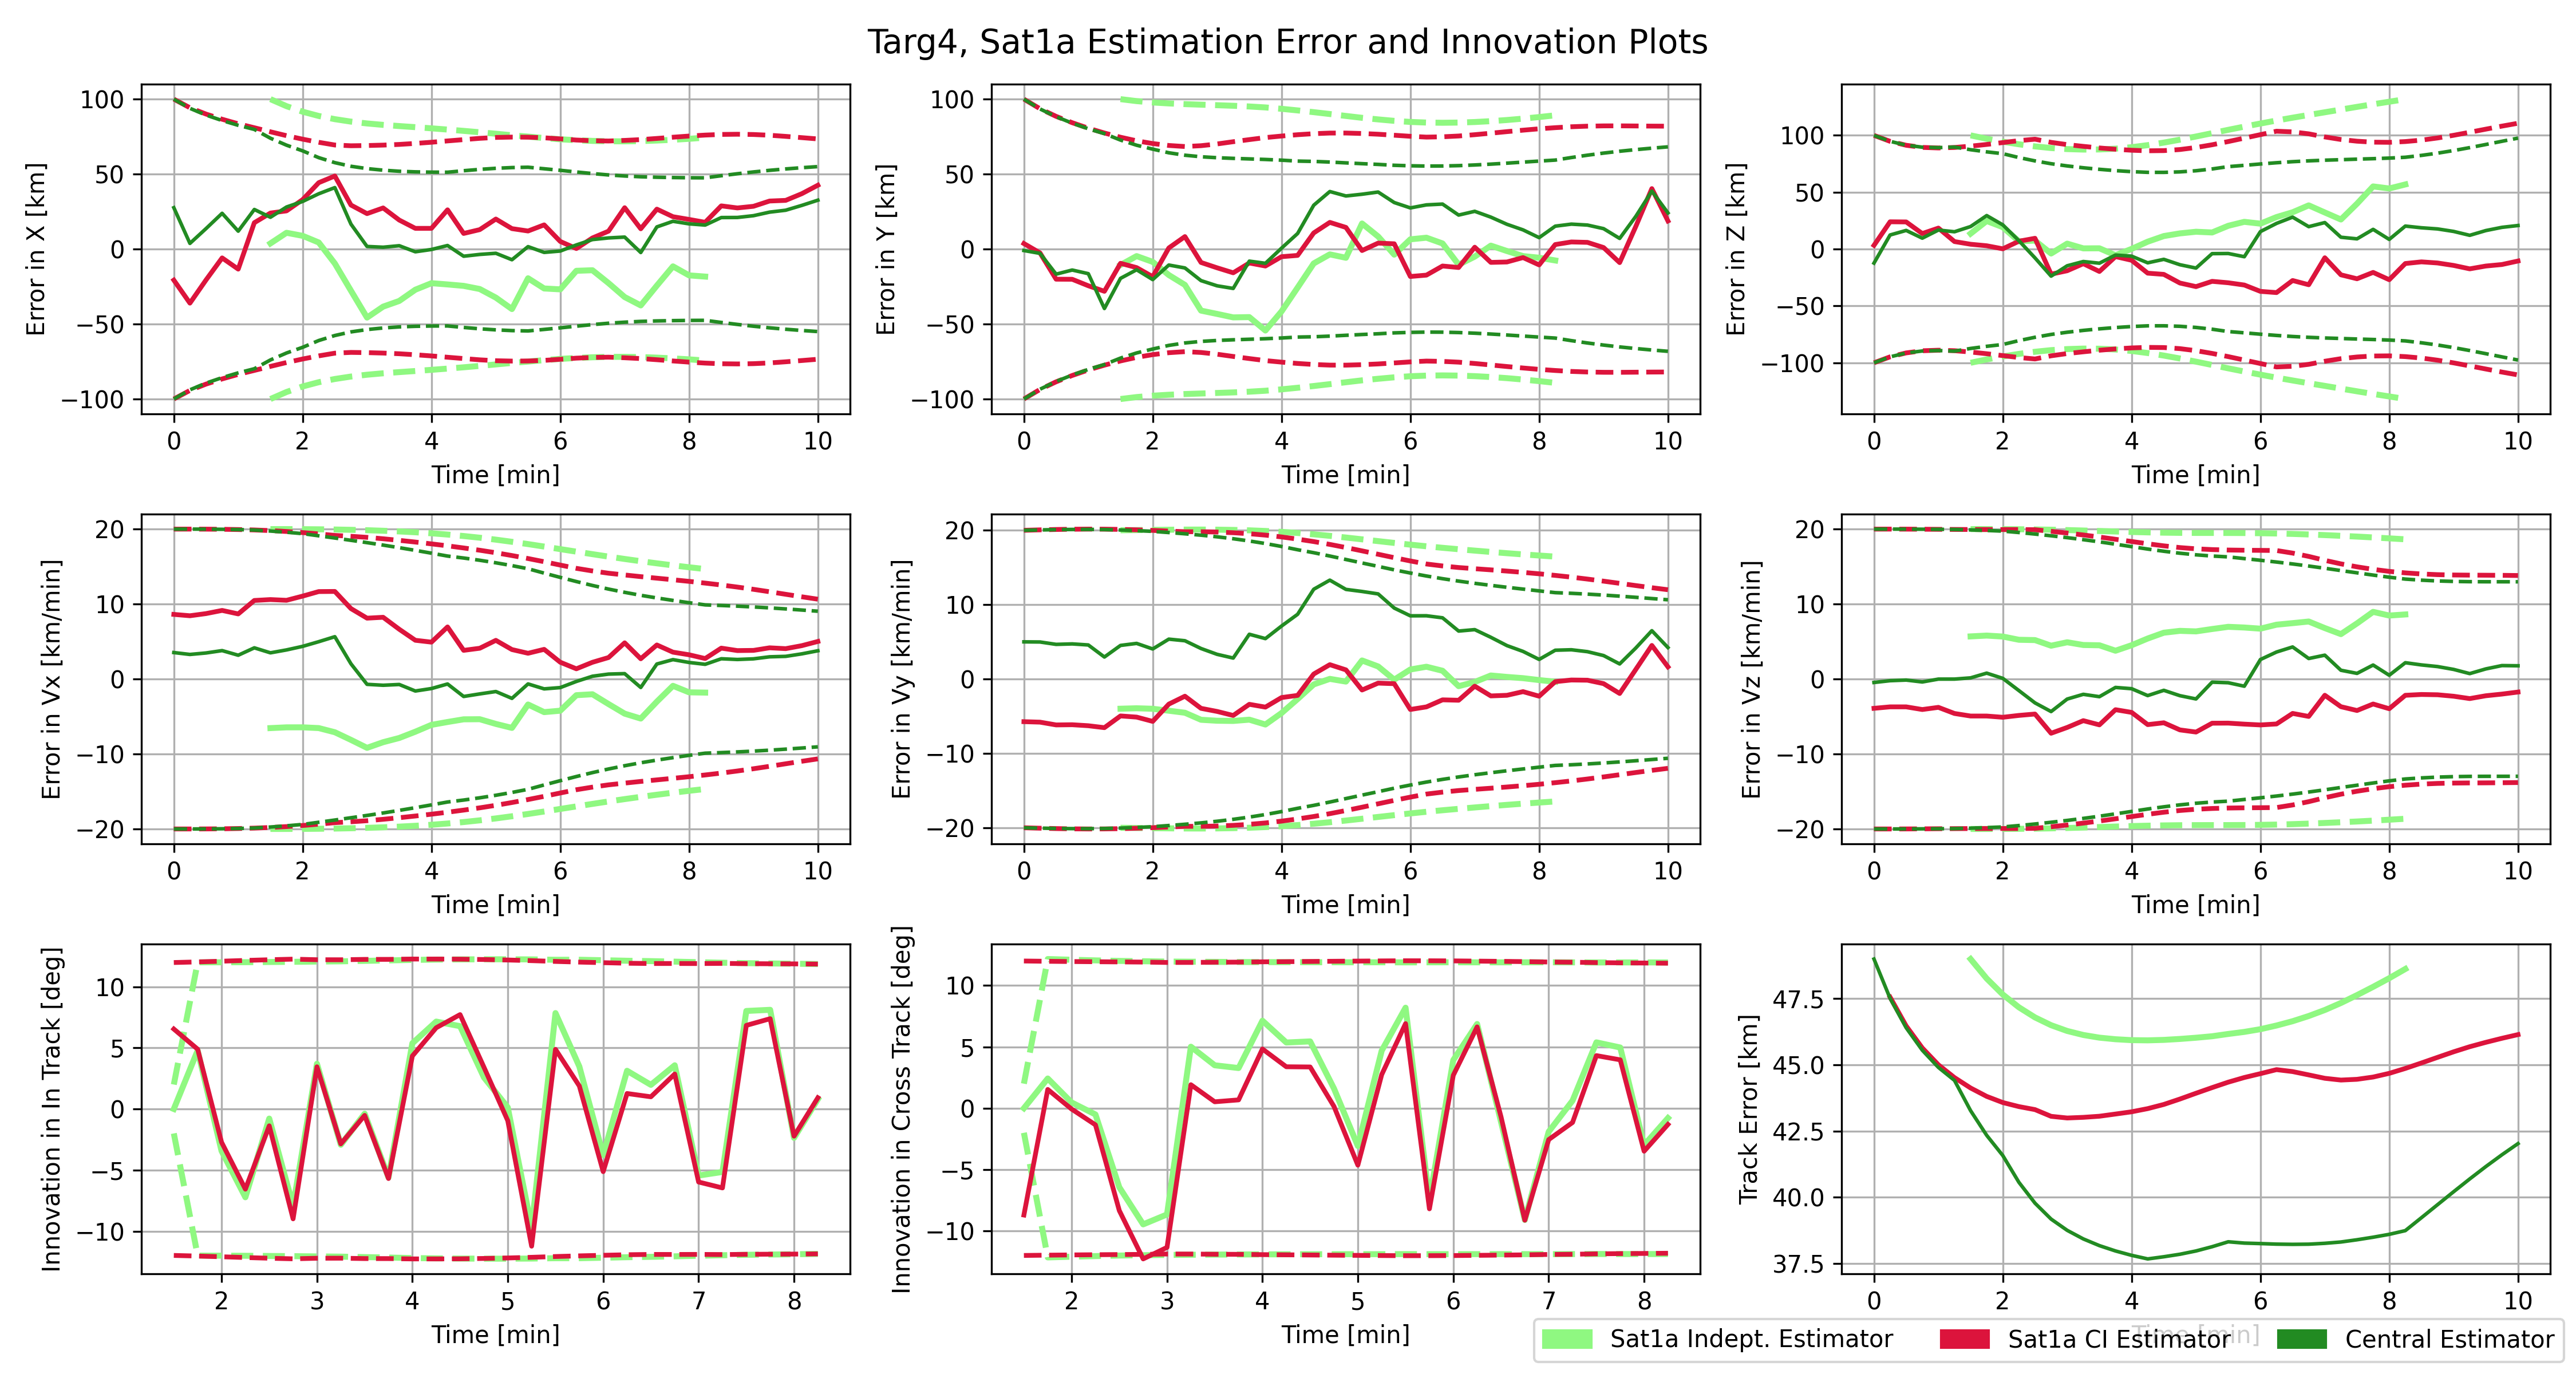 Targ4, Sat1a Estimation Error and Innovation Plots
Error in X [km]
100
50
0
−50
−100
0 2 4 6 8 10
Time [min]
Error in Y [km]
100
50
0
−50
−100
0 2 4 6 8 10
Time [min]
Error in Z [km]
100
50
0
−50
−100
0 2 4 6 8 10
Time [min]
Error in Vx [km/min]
20
10
0
−10
−20
0 2 4 6 8 10
Time [min]
Error in Vy [km/min]
20
10
0
−10
−20
0 2 4 6 8 10
Time [min]
Error in Vz [km/min]
20
10
0
−10
−20
0 2 4 6 8 10
Time [min]
Innovation in In Track [deg]
10
5
0
−5
−10
2 3 4 5 6 7 8
Time [min]
Innovation in Cross Track [deg]
10
5
0
−5
−10
2 3 4 5 6 7 8
Time [min]
Track Error [km]
47.5
45.0
42.5
40.0
37.5
0 2 4 6 8 10
Time [min]
Sat1a Indept. Estimator Sat1a CI Estimator Central Estimator